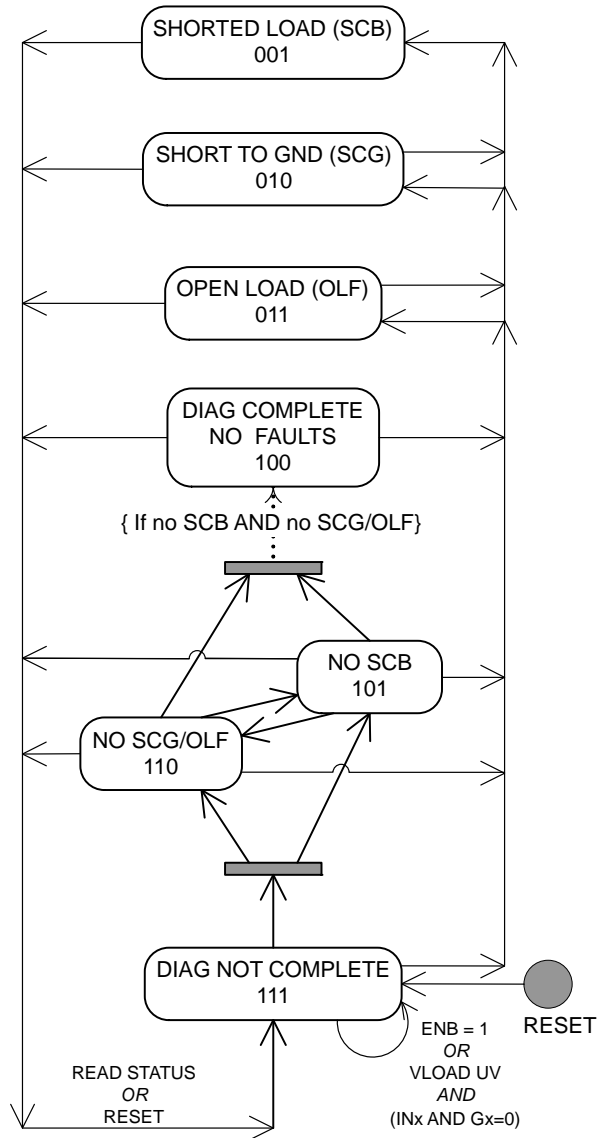 SHORTED LOAD (SCB)
001
SHORT TO GND (SCG)
010
OPEN LOAD (OLF)
011
DIAG COMPLETE
NO FAULTS
100
{ If no SCB AND no SCG/OLF}
NO SCB
101
NO SCG/OLF
110
DIAG NOT COMPLETE
111
RESET
ENB = 1
OR
VLOAD UV
AND
(INx AND Gx=0)
READ STATUS
OR
RESET